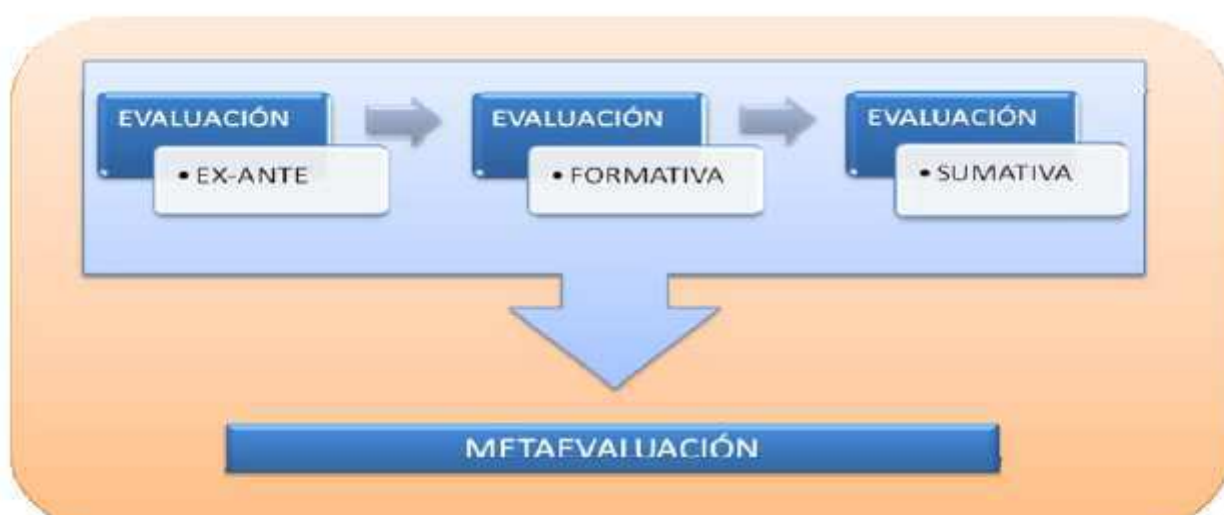 EVALUACIÓN
• EX-ANTE
EVALUACIÓN
• FORMATIVA
EVALUACIÓN
• SUMATIVA
METAEVALUACIÓN